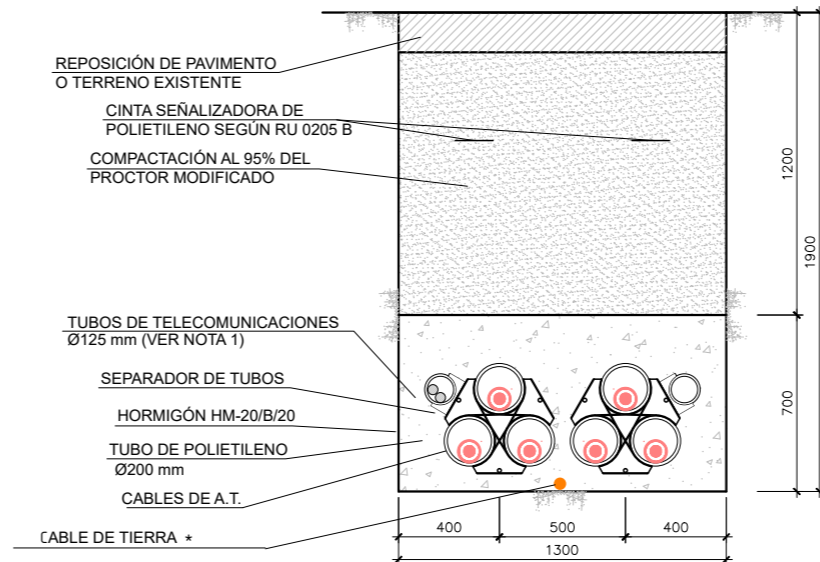 REPOSICIÓN DE PAVIMENTO
O TERRENO EXISTENTE
CINTA SEÑALIZADORA DE
POLIETILENO SEGÚN RU 0205 B
COMPACTACIÓN AL 95% DEL
PROCTOR MODIFICADO
1200
1900
TUBOS DE TELECOMUNICACIONES
Ø125 mm (VER NOTA 1)
SEPARADOR DE TUBOS
HORMIGÓN HM-20/B/20
TUBO DE POLIETILENO
Ø200 mm
CABLES DE A.T.
CABLE DE TIERRA *
700
400
500
400
1300